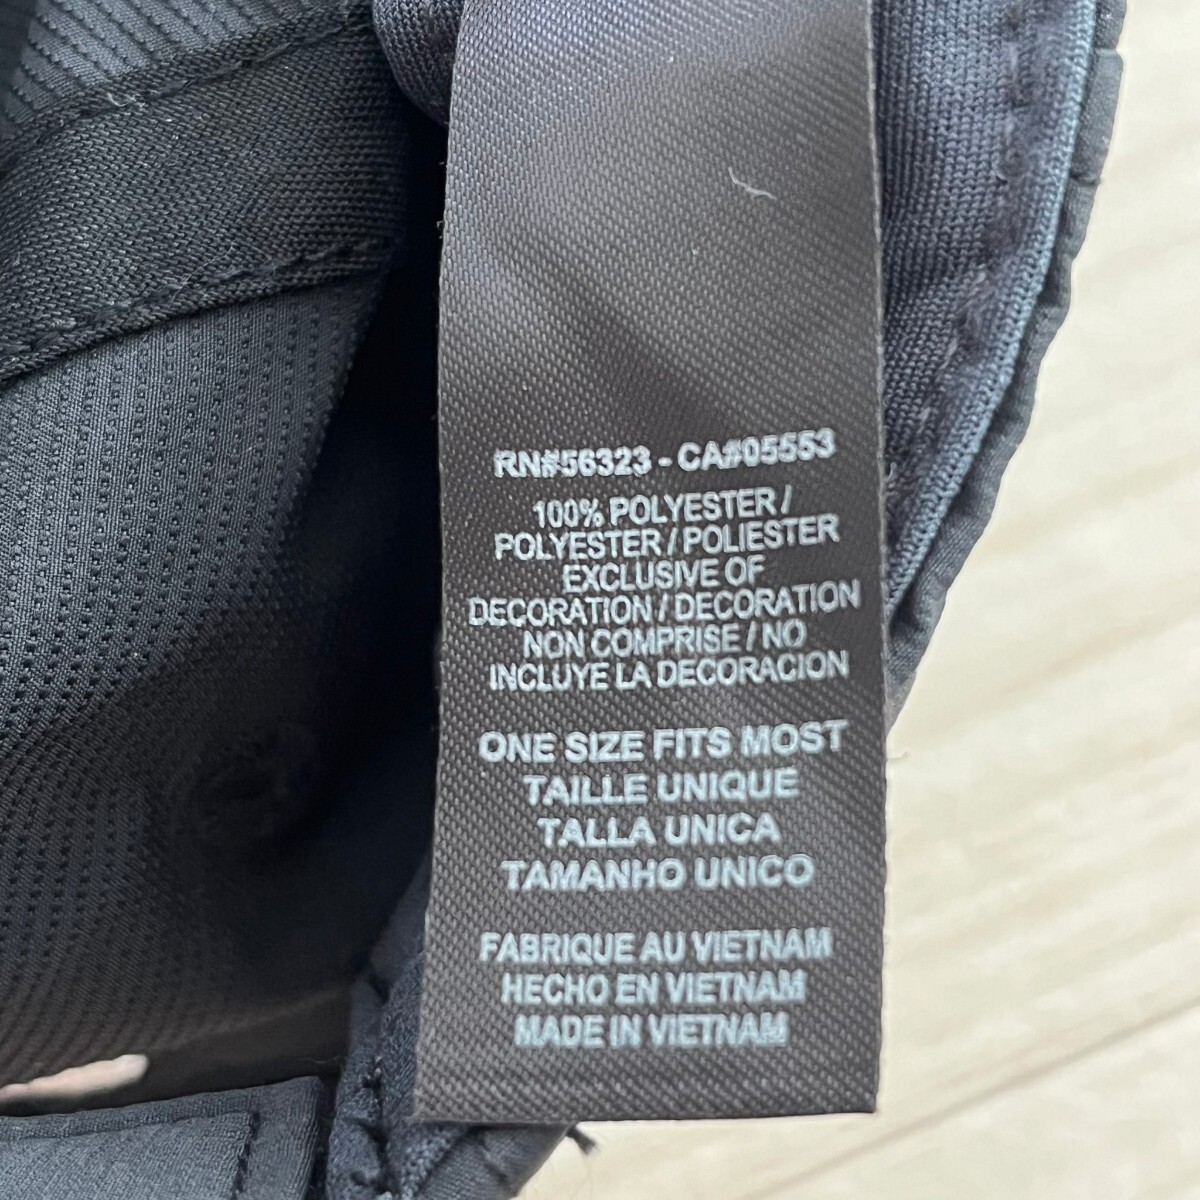 RN#56323 - CA#05553
100% POLYESTER /
POLYESTER / POLIESTER
EXCLUSIVE OF
DECORATION / DECORATION
NON COMPRISE / NO
INCLUYE LA DECORACION
ONE SIZE FITS MOST
TAILLE UNIQUE
TALLA UNICA
TAMANHO UNICO
FABRIQUE AU VIETNAM
HECHO EN VIETNAM
MADE IN VIETNAM